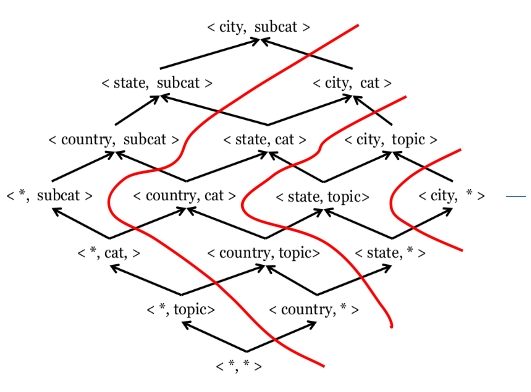 < city, subcat >
< state, subcat > < city, cat >
< country, subcat > < state, cat > < city, topic >
< *, subcat > < country, cat > < state, topic> < city, * >
< *, cat, > < country, topic> < state, * >
< *, topic> < country, * >
< *, * >